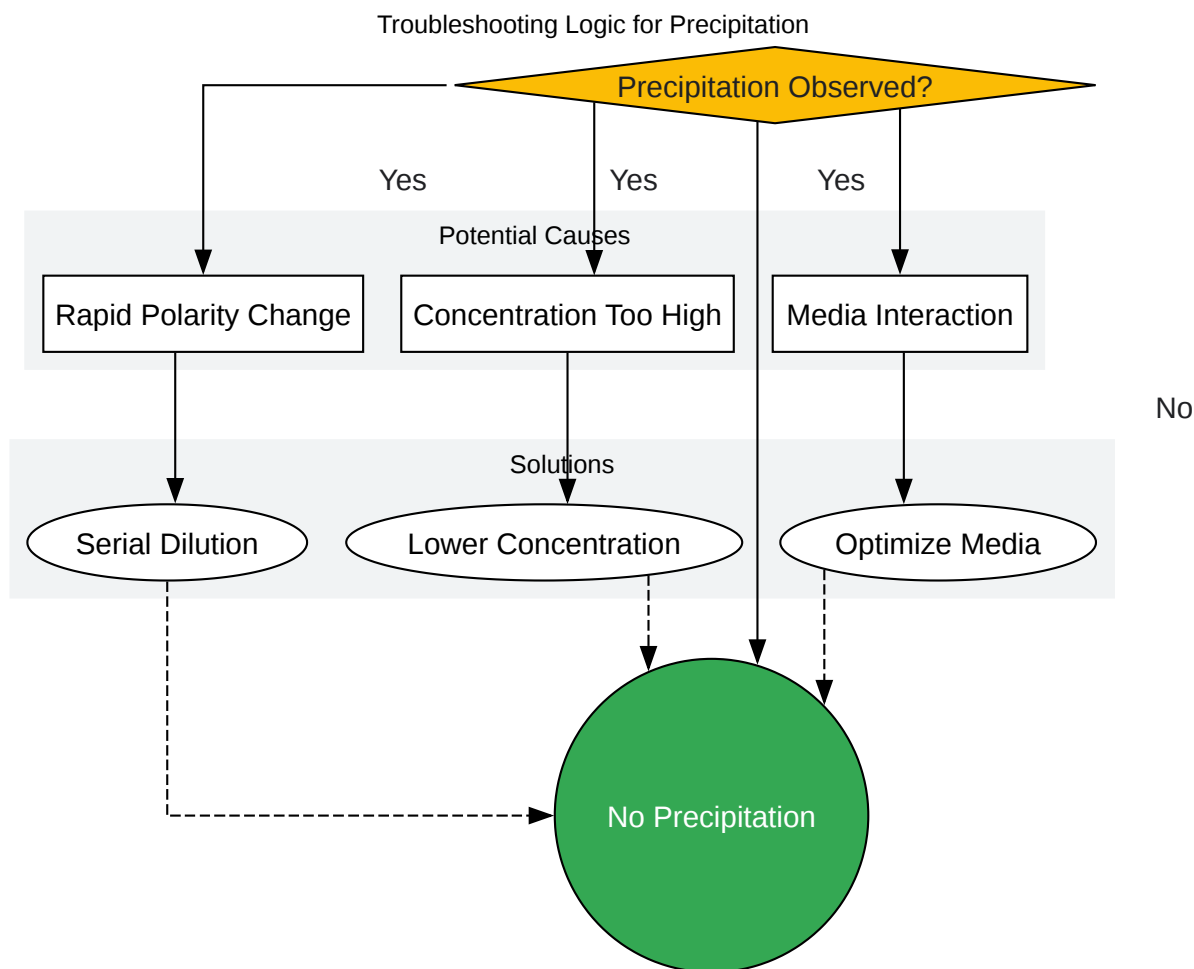 Troubleshooting Logic for Precipitation
Precipitation Observed?
Yes
Yes
Yes
Potential Causes
Rapid Polarity Change
Concentration Too High
Media Interaction
No
Solutions
Serial Dilution
Lower Concentration
Optimize Media
No Precipitation